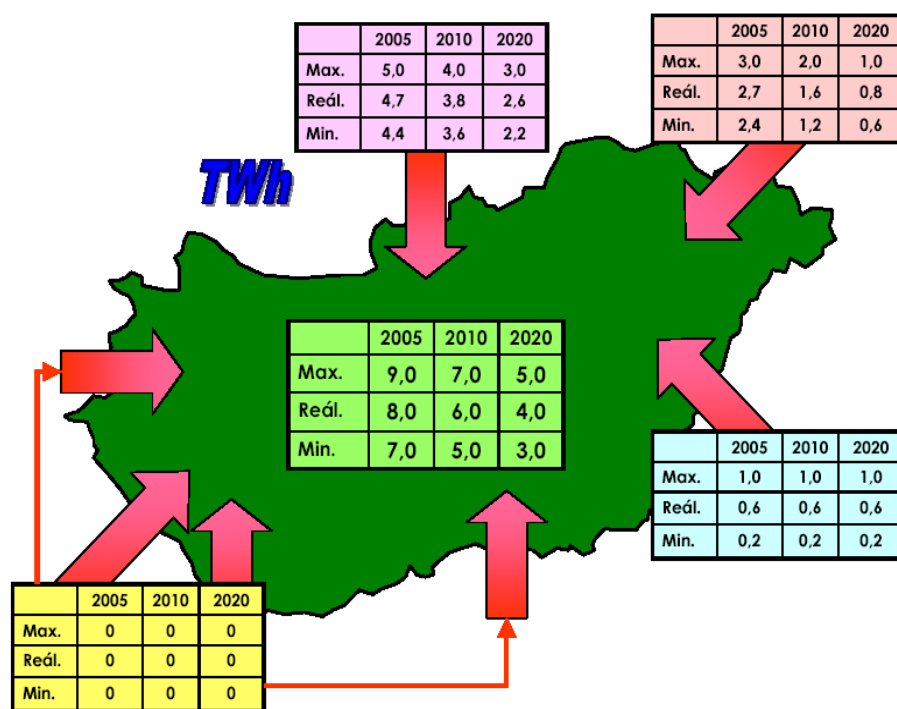 2005 2010 2020
Max. 5,0 4,0 3,0
Reál. 4,7 3,8 2,6
Min. 4,4 3,6 2,2
2005 2010 2020
Max. 3,0 2,0 1,0
Reál. 2,7 1,6 0,8
Min. 2,4 1,2 0,6
TWh
2005 2010 2020
Max. 9,0 7,0 5,0
Reál. 8,0 6,0 4,0
Min. 7,0 5,0 3,0
2005 2010 2020
Max. 1,0 1,0 1,0
Reál. 0,6 0,6 0,6
Min. 0,2 0,2 0,2
2005 2010 2020
Max. 0 0 0
Reál. 0 0 0
Min. 0 0 0